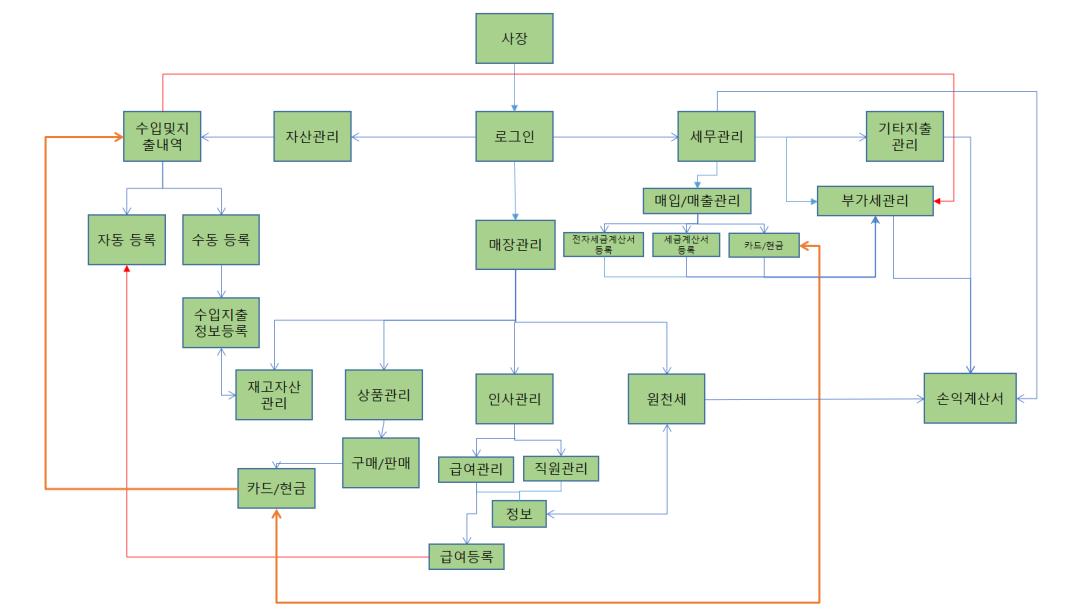 사장
수입및지
출내역
자산관리
로그인
세무관리
기타지출
관리
매입/매출관리
부가세관리
자동 등록
수동 등록
매장관리
전자세금계산서
등록
세금계산서
등록
카드/현금
수입지출
정보등록
재고자산
관리
상품관리
인사관리
원천세
손익계산서
구매/판매
급여관리
직원관리
카드/현금
정보
급여등록